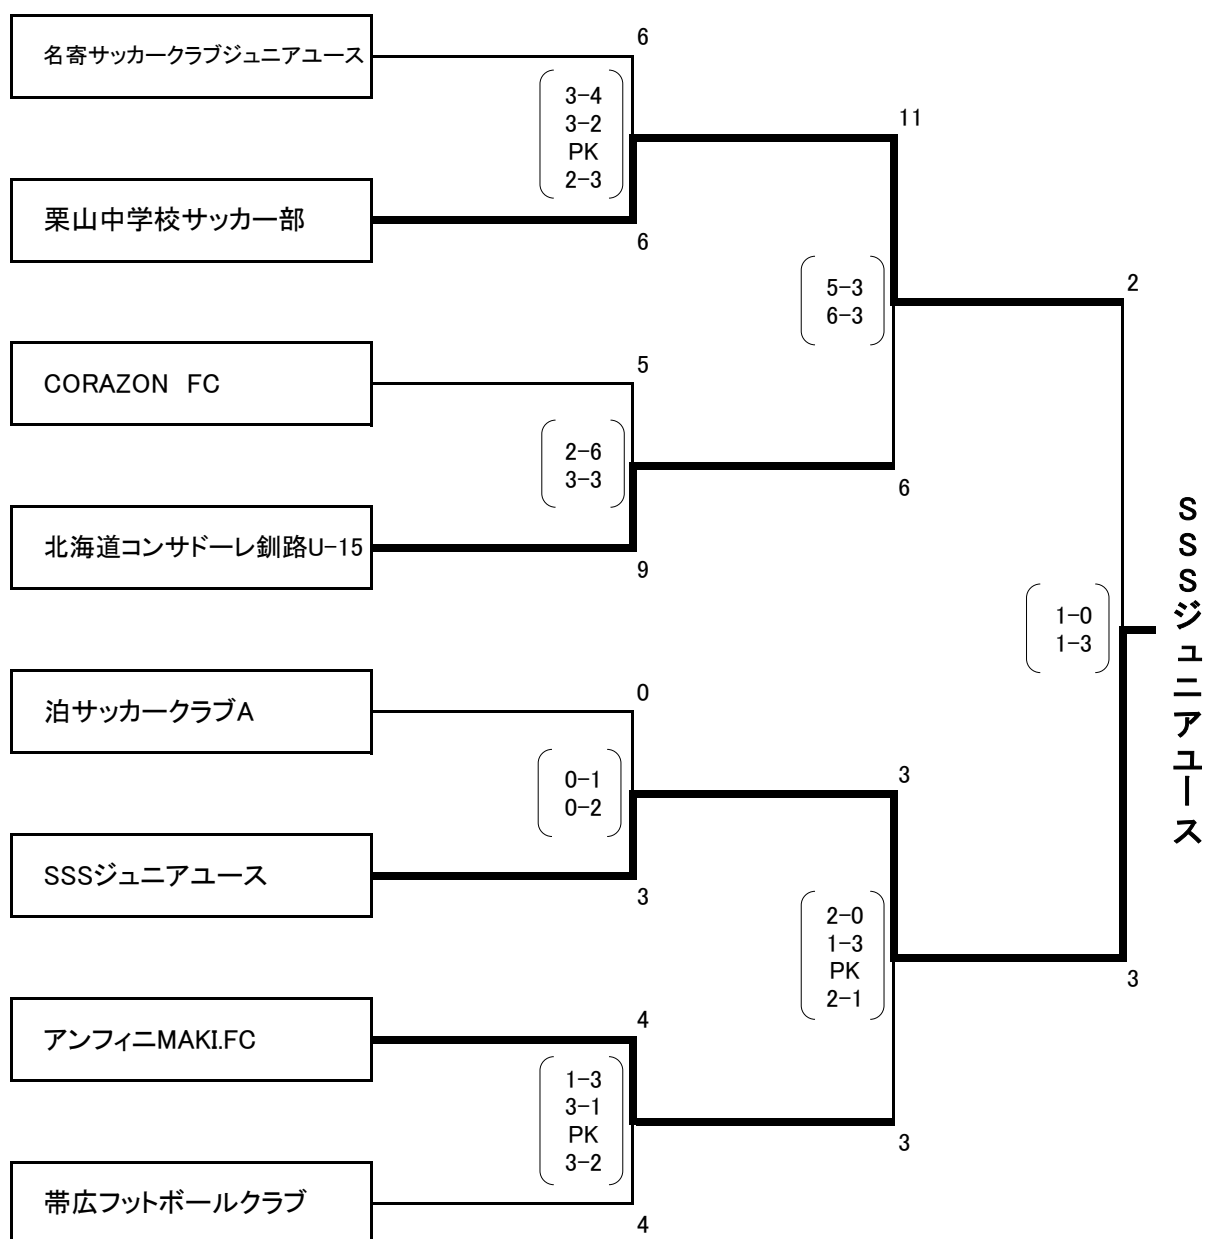 名寄サッカークラブジュニアユース
6
3-4
3-2
PK
2-3
11
栗山中学校サッカー部
6
5-3
6-3
2
CORAZON　FC
5
2-6
3-3
6
北海道コンサドーレ釧路U-15
9
1-0
1-3
SSSジュニアユース
泊サッカークラブA
0
0-1
0-2
3
SSSジュニアユース
3
2-0
1-3
PK
2-1
3
アンフィニMAKI.FC
4
1-3
3-1
PK
3-2
3
帯広フットボールクラブ
4